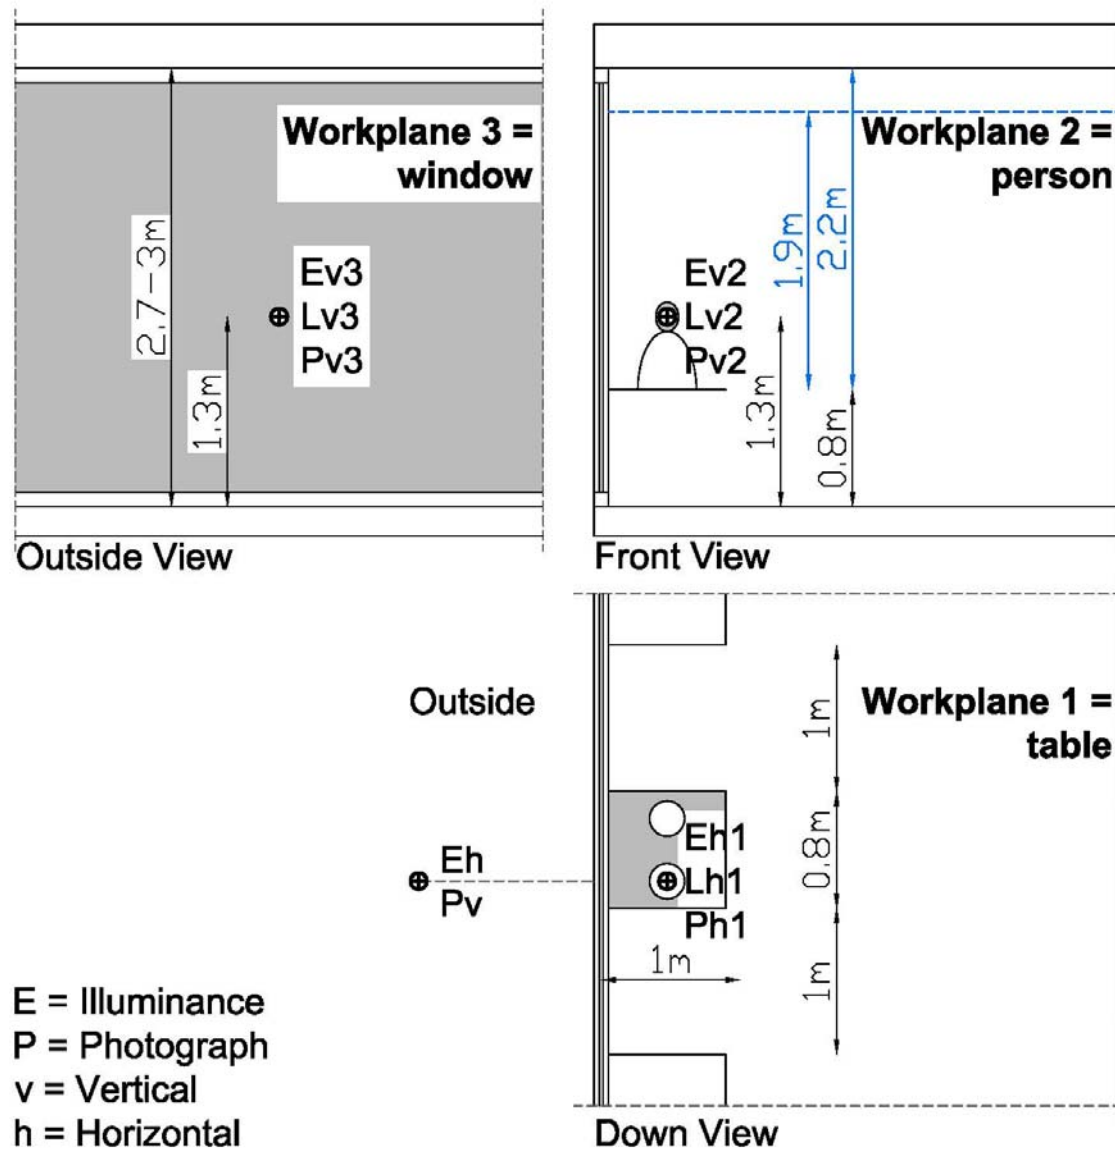 Workplane 3 =
window
2.7-3m
Ev3
Lv3
Pv3
1.3m
Outside View
Workplane 2 =
person
1.9m
2.2m
Ev2
Lv2
Pv2
1.3m
0.8m
Front View
Outside
Workplane 1 =
table
1m
0.8m
Eh1
Lh1
Ph1
Eh
Pv
1m
1m
E = Illuminance
P = Photograph
v = Vertical
h = Horizontal
Down View